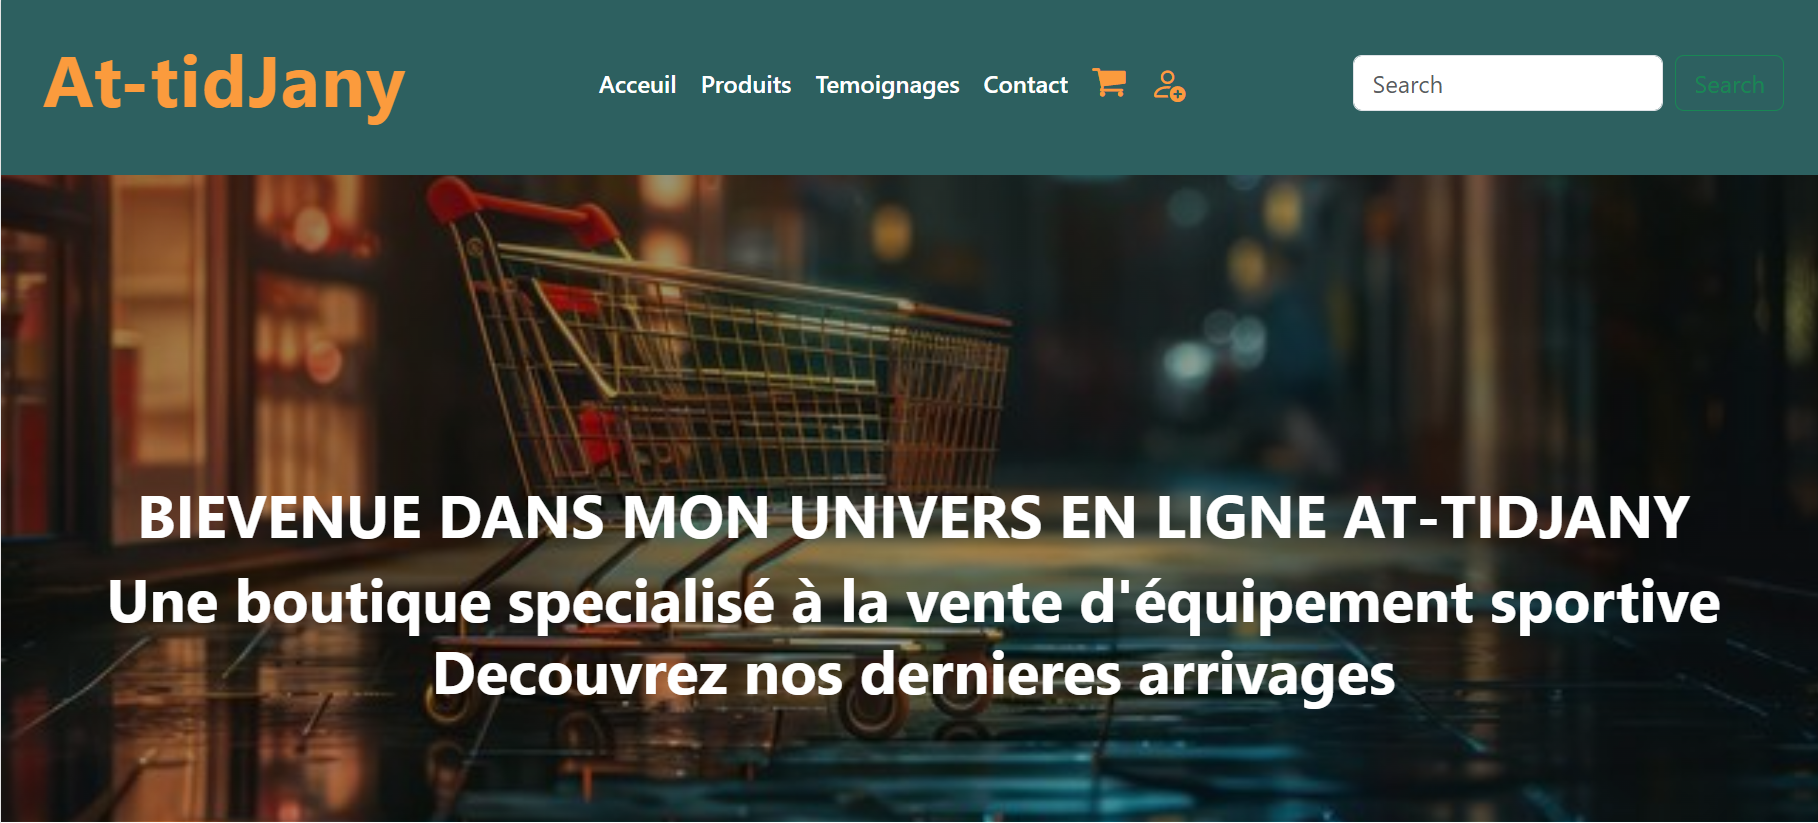 At-tidJany
Acceuil Produits Temoignages Contact
Search
Search
BIEVENUE DANS MON UNIVERS EN LIGNE AT-TIDJANY
Une boutique specialisé à la vente d'équipement sportive
Decouvrez nos dernieres arrivages